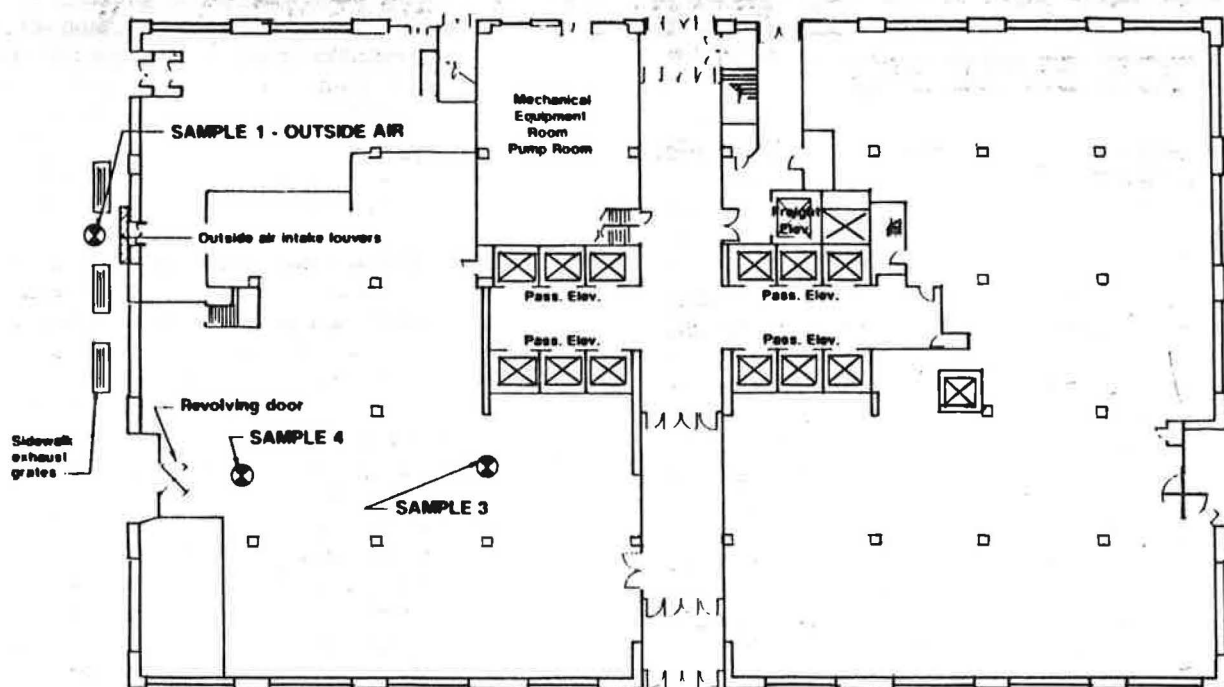 Mechanical
Equipment
Room
Pump Room
SAMPLE 1 - OUTSIDE AIR
Freight
Elev.
Outside air intake louvers
Pass. Elev.
Pass. Elev.
Pass. Elev.
Pass. Elev.
Revolving door
SAMPLE 4
Sidewalk
exhaust
grates
SAMPLE 3